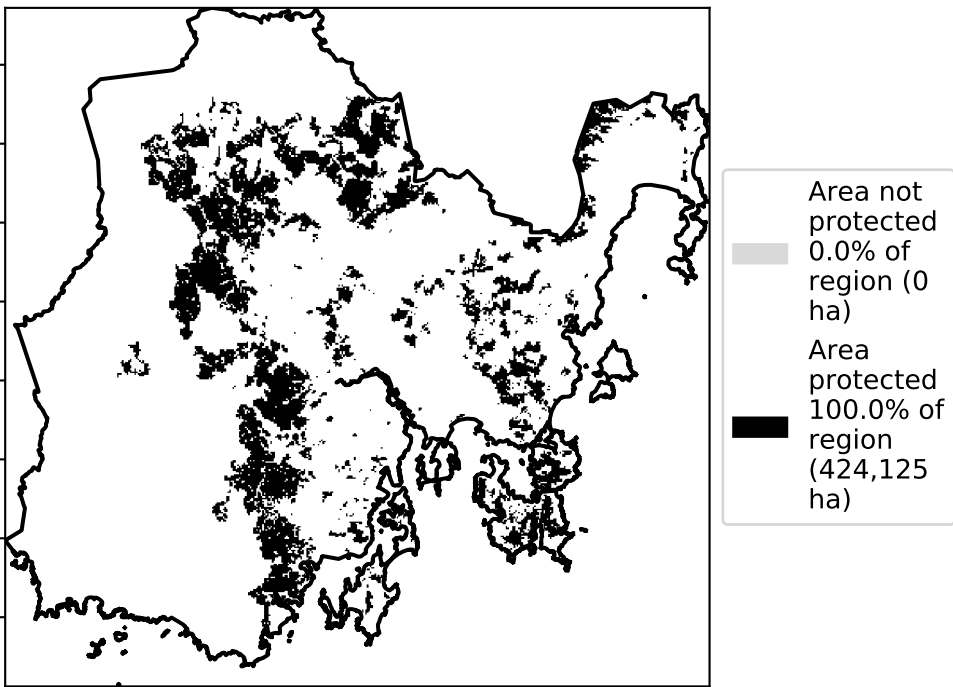 Area not
protected
0.0% of
region (0
ha)
Area
protected
100.0% of
region
(424,125
ha)